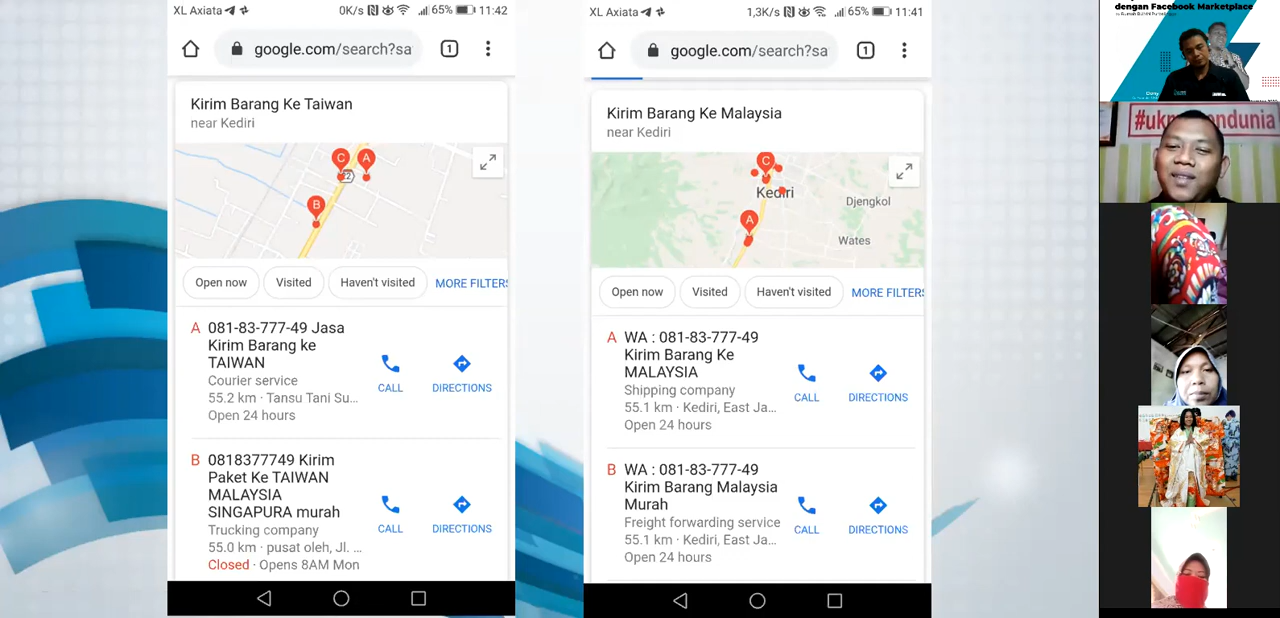 XL Axiata
0K/s
65%
11:42
google.com/search?sa
1
Kirim Barang Ke Taiwan
near Kediri
C
A
B
Open now
Visited
Haven't visited
MORE FILTERS
A 081-83-777-49 Jasa
Kirim Barang ke
TAIWAN
Courier service
55.2 km · Tansu Tani Su...
Open 24 hours
CALL
DIRECTIONS
B 0818377749 Kirim
Paket Ke TAIWAN
MALAYSIA
SINGAPURA murah
Trucking company
55.0 km · pusat oleh, Jl. ...
Closed · Opens 8AM Mon
CALL
DIRECTIONS
XL Axiata
1,3K/s
65%
11:41
google.com/search?sa
1
Kirim Barang Ke Malaysia
near Kediri
C
Kediri
Djengkol
A
Wates
Open now
Visited
Haven't visited
MORE FILTERS
A WA : 081-83-777-49
Kirim Barang Ke
MALAYSIA
Shipping company
55.1 km · Kediri, East Ja...
Open 24 hours
CALL
DIRECTIONS
B WA : 081-83-777-49
Kirim Barang Malaysia
Murah
Freight forwarding service
55.1 km · Kediri, East Ja...
Open 24 hours
CALL
DIRECTIONS
dengan Facebook Marketplace